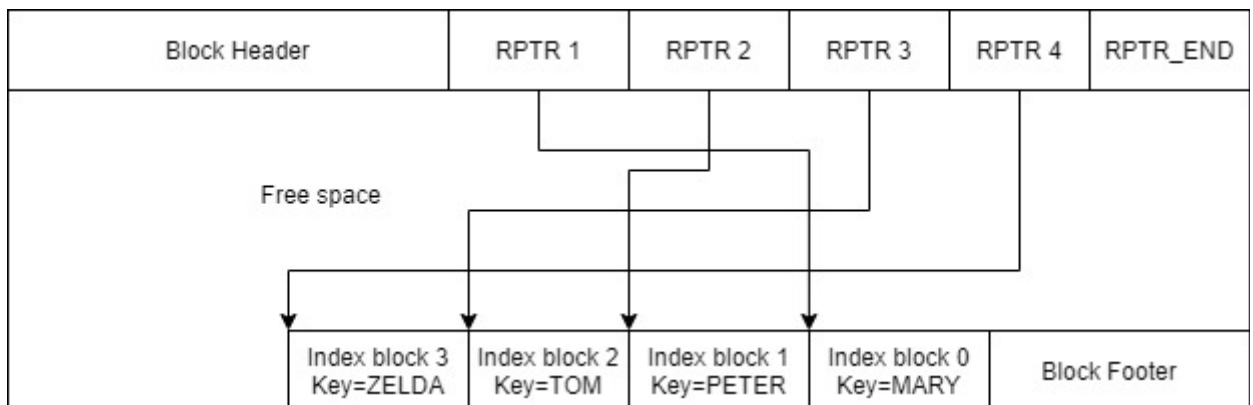 Block Header
RPTR 1
RPTR 2
RPTR 3
RPTR 4
RPTR_END
Free space
Index block 3
Key=ZELDA
Index block 2
Key=TOM
Index block 1
Key=PETER
Index block 0
Key=MARY
Block Footer